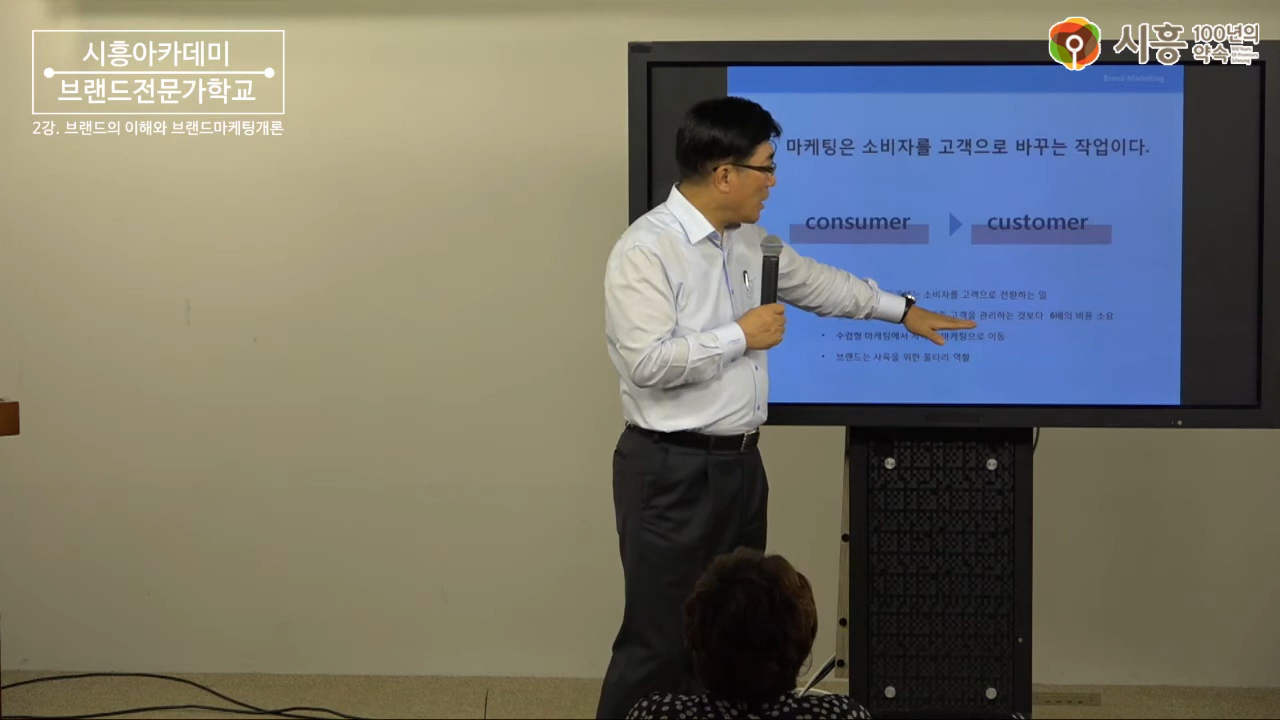 시흥아카데미
브랜드전문가학교
2강. 브랜드의 이해와 브랜드마케팅개론
시흥 100년의 약속
Brand Marketing
마케팅은 소비자를 고객으로 바꾸는 작업이다.
consumer customer
소비자를 고객으로 전환하는 일
고객을 관리하는 것보다 6배의 비용 소요
• 수렵형 마케팅에서 마케팅으로 이동
• 브랜드는 사육을 위한 울타리 역할